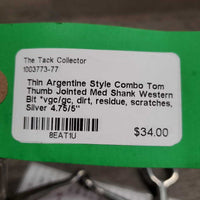 The Tack Collector
1003773-77
Thin Argentine Style Combo Tom
Thumb Jointed Med Shank Western
Bit *vgc/gc, dirt, residue, scratches,
Silver 4.75/5"
$34.00
8EAT1U